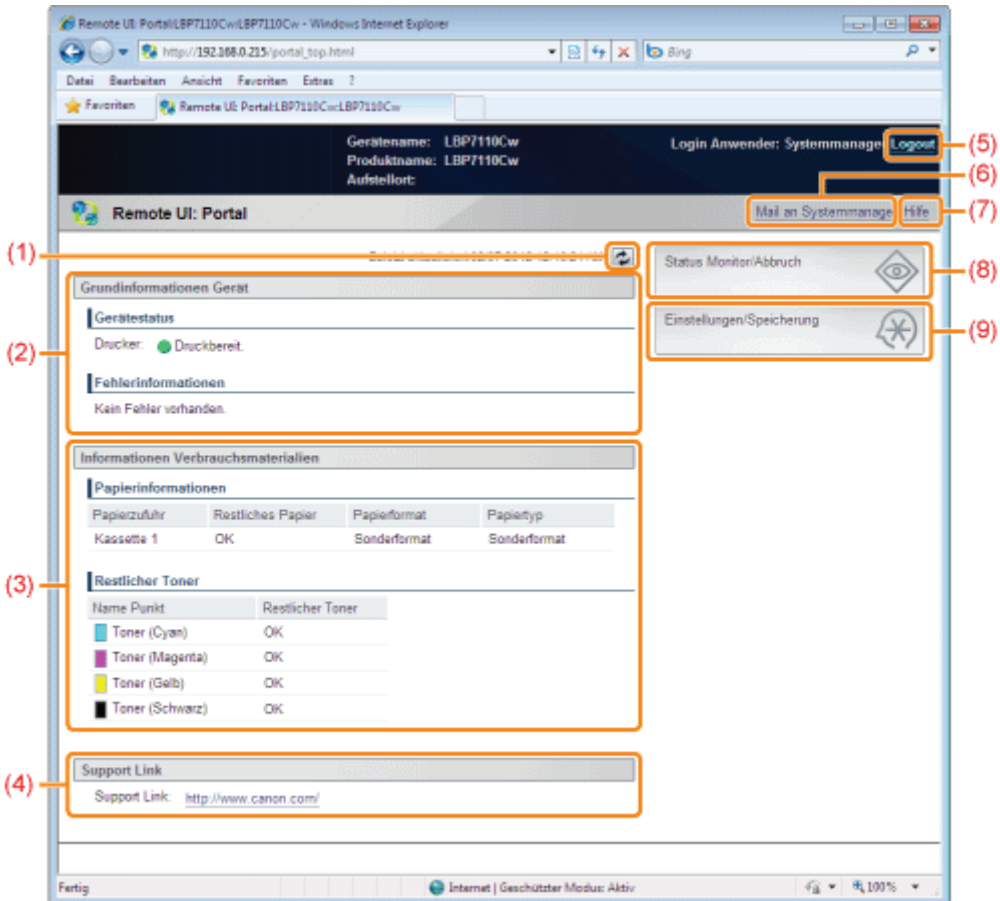 Remote UI: Portal:LBP7110Cw:LBP7110Cw - Windows Internet Explorer
http://192.168.0.215/portal_top.html
Bing
Datei Bearbeiten Ansicht Favoriten Extras ?
Favoriten Remote UI: Portal:LBP7110Cw:LBP7110Cw
Gerätename: LBP7110Cw
Login Anwender: Systemmanage Logout (5)
Produktname: LBP7110Cw
Aufstellort:
(6)
Remote UI: Portal Mail an Systemmanage Hilfe (7)
(1)
Status Monitor/Abbruch (8)
Grundinformationen Gerät
Gerätestatus
Einstellungen/Speicherung (9)
(2) Drucker: Druckbereit.
Fehlerinformationen
Kein Fehler vorhanden.
Informationen Verbrauchsmaterialien
Papierinformationen
Papierzufuhr Restliches Papier Papierformat Papiertyp
Kassette 1 OK Sonderformat Sonderformat
(3) Restlicher Toner
Name Punkt Restlicher Toner
Toner (Cyan) OK
Toner (Magenta) OK
Toner (Gelb) OK
Toner (Schwarz) OK
Support Link
(4) Support Link: http://www.canon.com/
Fertig Internet | Geschützter Modus: Aktiv 100%